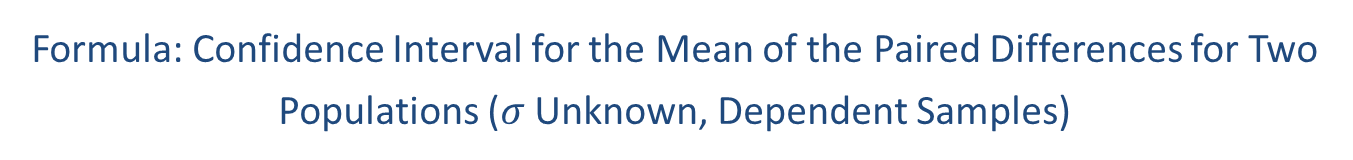 Formula: Confidence Interval for the Mean of the Paired Differences for Two
Populations (𝜎 Unknown, Dependent Samples)